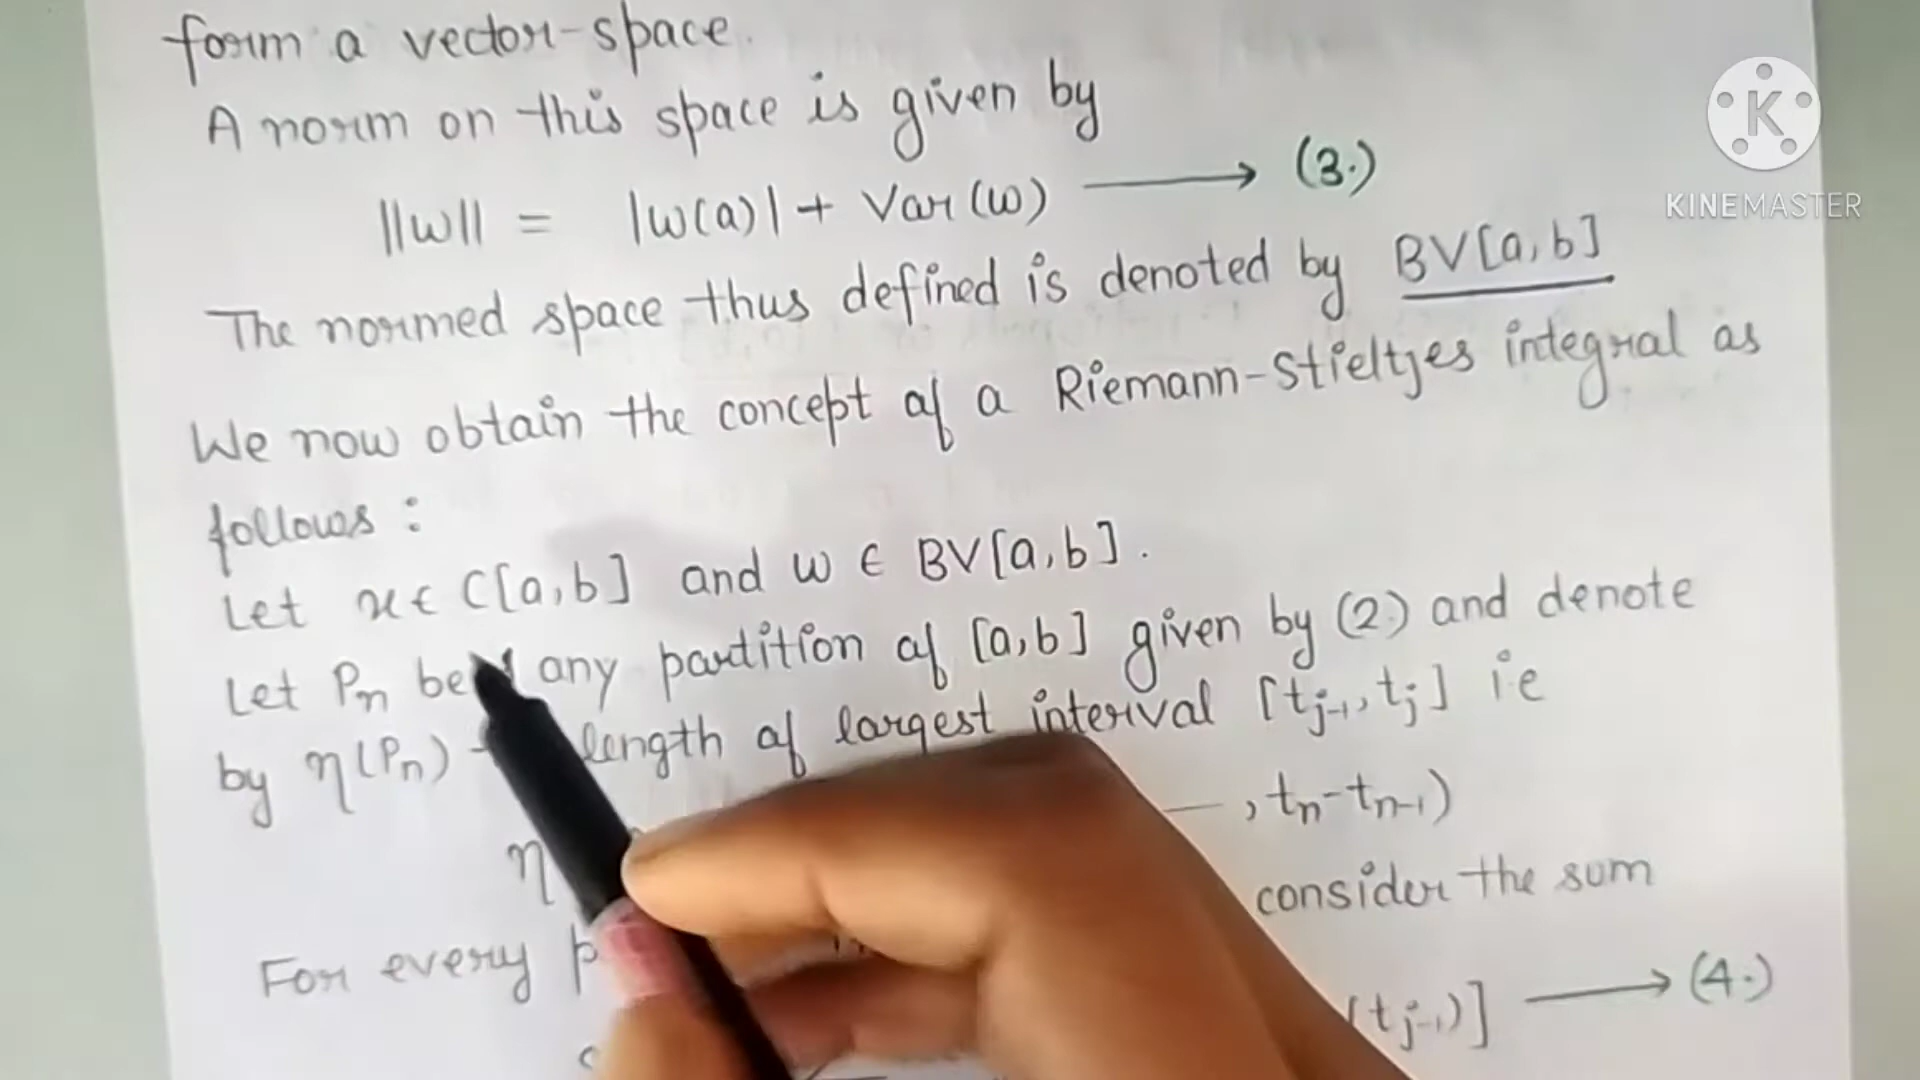 form a vector-space.
A norm on this space is given by
||w|| = |w(a)| + Var(w) ⟶ (3.)
The normed space thus defined is denoted by BV[a,b]
We now obtain the concept of a Riemann-Stieltjes integral as
follows :
Let x ∈ C[a,b] and w ∈ BV[a,b].
Let Pn be any partition of [a,b] given by (2.) and denote
by η(Pn) length of largest interval [tj-1, tj] i.e
η — , tn-tn-1)
For every consider the sum
(tj-1)] ⟶ (4.)
K
KINEMASTER